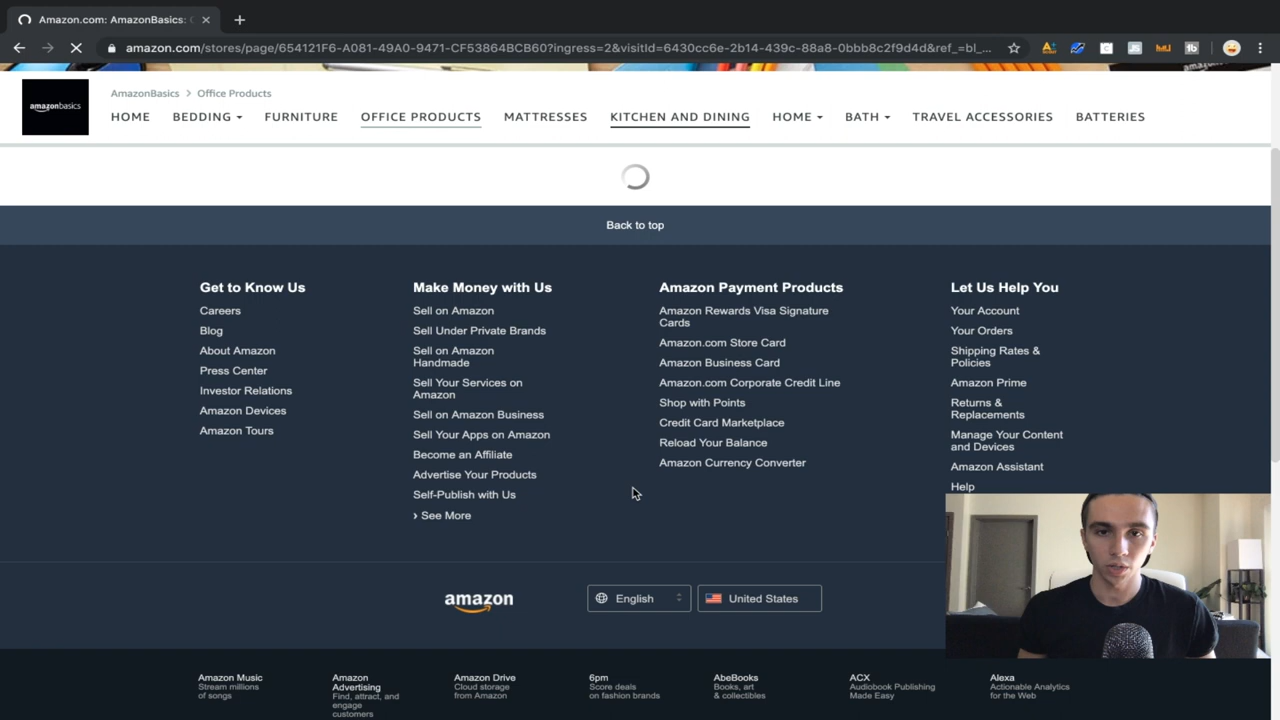 Amazon.com: AmazonBasics:
amazon.com/stores/page/654121F6-A081-49A0-9471-CF53864BCB60?ingress=2&visitId=6430cc6e-2b14-439c-88a8-0bbb8c2f9d4d&ref_=bl_...
amazonbasics
AmazonBasics > Office Products
HOME BEDDING FURNITURE OFFICE PRODUCTS MATTRESSES KITCHEN AND DINING HOME BATH TRAVEL ACCESSORIES BATTERIES
Back to top
Get to Know Us
Careers
Blog
About Amazon
Press Center
Investor Relations
Amazon Devices
Amazon Tours
Make Money with Us
Sell on Amazon
Sell Under Private Brands
Sell on Amazon
Handmade
Sell Your Services on
Amazon
Sell on Amazon Business
Sell Your Apps on Amazon
Become an Affiliate
Advertise Your Products
Self-Publish with Us
› See More
Amazon Payment Products
Amazon Rewards Visa Signature
Cards
Amazon.com Store Card
Amazon Business Card
Amazon.com Corporate Credit Line
Shop with Points
Credit Card Marketplace
Reload Your Balance
Amazon Currency Converter
Let Us Help You
Your Account
Your Orders
Shipping Rates &
Policies
Amazon Prime
Returns &
Replacements
Manage Your Content
and Devices
Amazon Assistant
Help
amazon
English
United States
Amazon Music
Stream millions
of songs
Amazon
Advertising
Find, attract, and
engage
customers
Amazon Drive
Cloud storage
from Amazon
6pm
Score deals
on fashion brands
AbeBooks
Books, art
& collectibles
ACX
Audiobook Publishing
Made Easy
Alexa
Actionable Analytics
for the Web